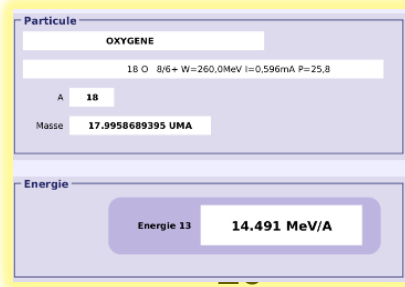 Particule
OXYGENE
18 O 8/6+ W=260,0MeV I=0,596mA P=25,8
A 18
Masse 17.9958689395 UMA
Energie
Energie 13 14.491 MeV/A